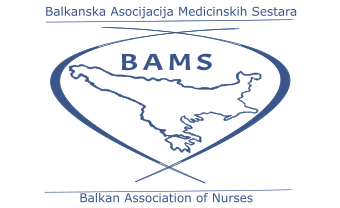 Balkanska Asocijacija Medicinskih Sestara
BAMS
Balkan Association of Nurses